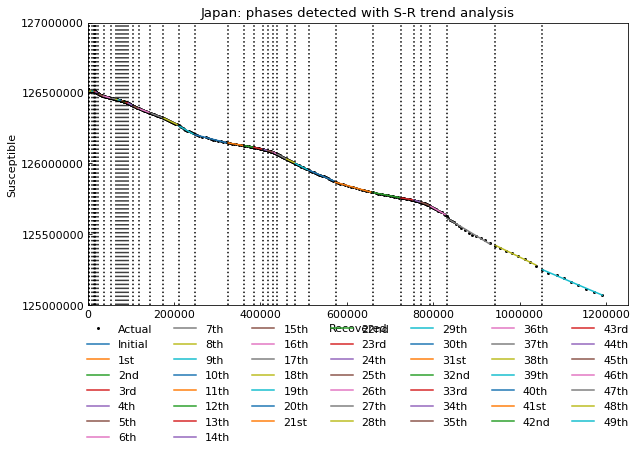 Japan: phases detected with S-R trend analysis
Susceptible
127000000
126500000
126000000
125500000
125000000
0 200000 400000 600000 800000 1000000 1200000
Recovered
Actual 7th 15th 22nd 29th 36th 43rd
Initial 8th 16th 23rd 30th 37th 44th
1st 9th 17th 24th 31st 38th 45th
2nd 10th 18th 25th 32nd 39th 46th
3rd 11th 19th 26th 33rd 40th 47th
4th 12th 20th 27th 34th 41st 48th
5th 13th 21st 28th 35th 42nd 49th
6th 14th